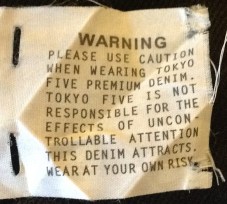 WARNING
PLEASE USE CAUTION
WHEN WEARING TOKYO
FIVE PREMIUM DENIM.
TOKYO FIVE IS NOT
RESPONSIBLE FOR THE
EFFECTS OF UNCON-
TROLLABLE ATTENTION
THIS DENIM ATTRACTS.
WEAR AT YOUR OWN RISK.